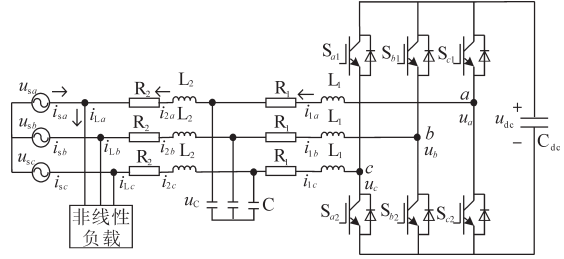 S_a1 S_b1 S_c1
L_2 L_1
u_sa R_2 R_1 a
i_sa i_La i_2a i_1a u_a + u_dc − C_dc
L_2 L_1
u_sb R_2 R_1 b
i_sb i_Lb i_2b i_1b u_b
L_2 L_1
u_sc R_2 R_1 c
i_sc i_Lc i_2c i_1c u_c
u_C C
S_a2 S_b2 S_c2
非线性
负载